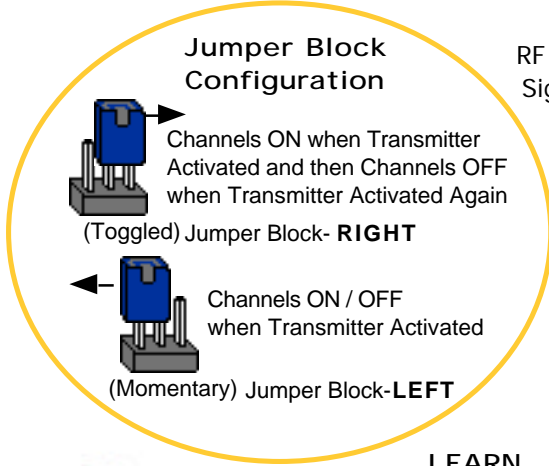 Jumper Block
Configuration
RF
Channels ON when Transmitter
Activated and then Channels OFF
when Transmitter Activated Again
(Toggled) Jumper Block- RIGHT
Channels ON / OFF
when Transmitter Activated
(Momentary) Jumper Block-LEFT